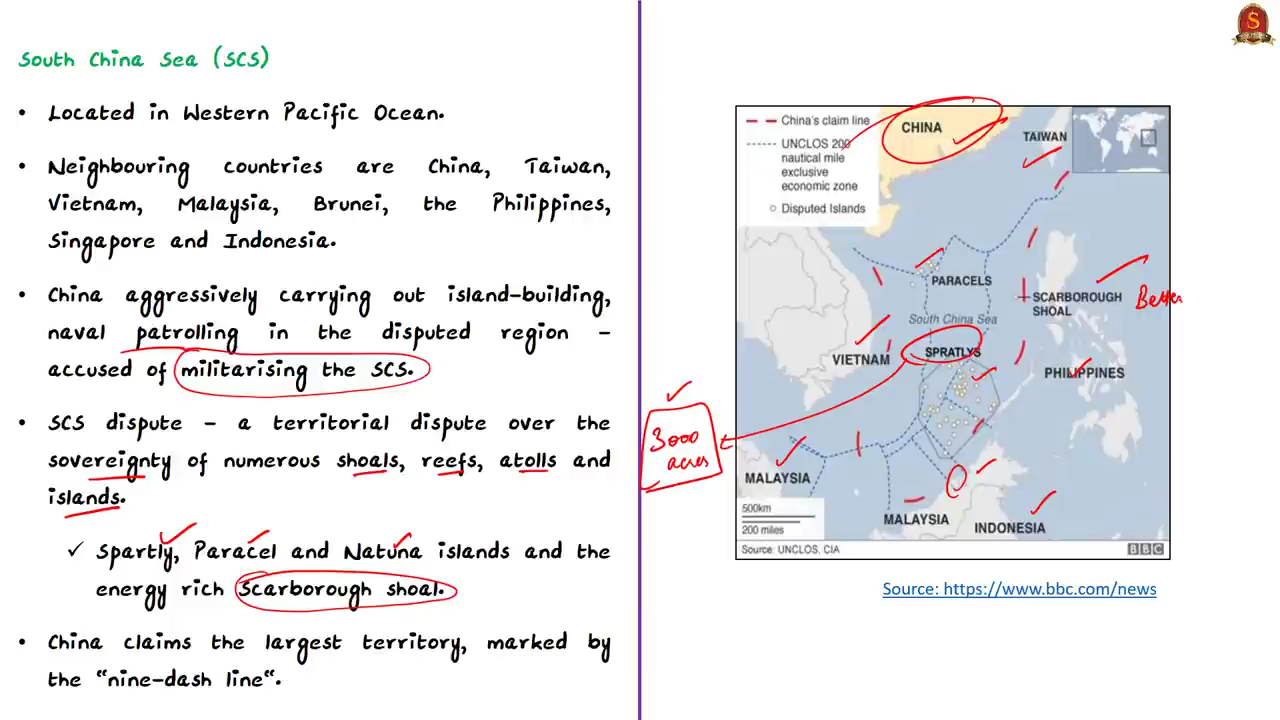 South China Sea (SCS)
• Located in Western Pacific Ocean.
• Neighbouring countries are China, Taiwan,
Vietnam, Malaysia, Brunei, the Philippines,
Singapore and Indonesia.
• China aggressively carrying out island-building,
naval patrolling in the disputed region –
accused of militarising the SCS.
• SCS dispute – a territorial dispute over the
sovereignty of numerous shoals, reefs, atolls and
islands.
✓ Spartly, Paracel and Natuna islands and the
energy rich Scarborough shoal.
• China claims the largest territory, marked by
the "nine-dash line".
S
China's claim line
UNCLOS 200
nautical mile
exclusive
economic zone
Disputed Islands
CHINA
TAIWAN
PARACELS
SCARBOROUGH
SHOAL
South China Sea
VIETNAM
SPRATLYS
PHILIPPINES
MALAYSIA
MALAYSIA
INDONESIA
500km
200 miles
Source: UNCLOS, CIA
BBC
3000
acres
Source: https://www.bbc.com/news